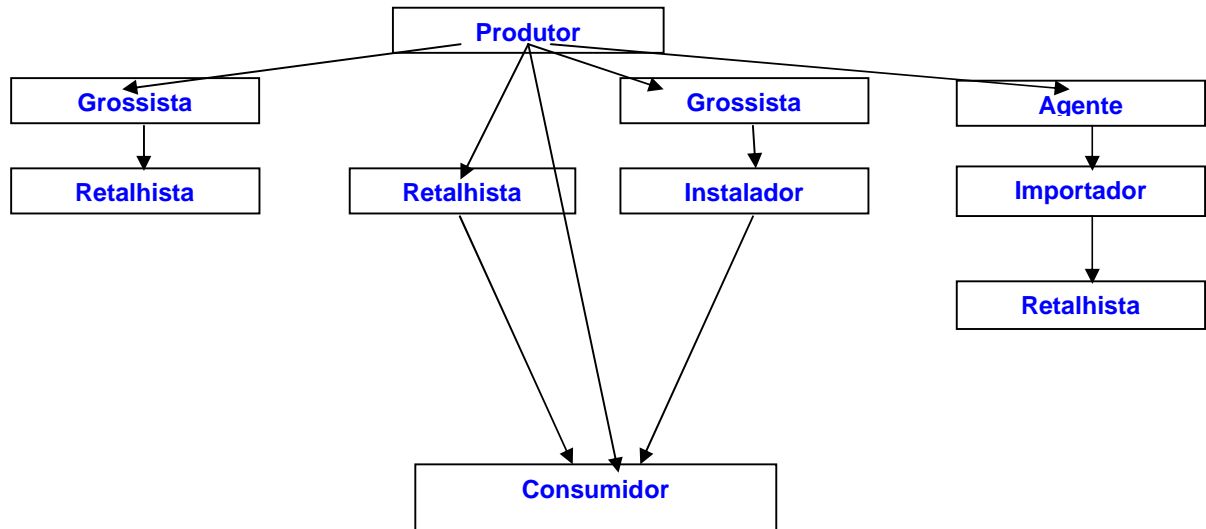 Produtor
Grossista
Grossista
Agente
Retalhista
Retalhista
Instalador
Importador
Retalhista
Consumidor